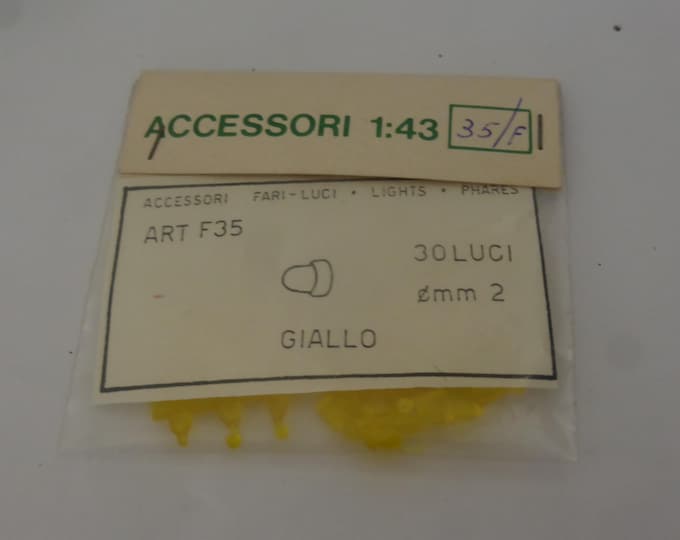 ACCESSORI 1:43 35/F
ACCESSORI FARI-LUCI • LIGHTS • PHARES
ART F35
30 LUCI
ømm 2
GIALLO